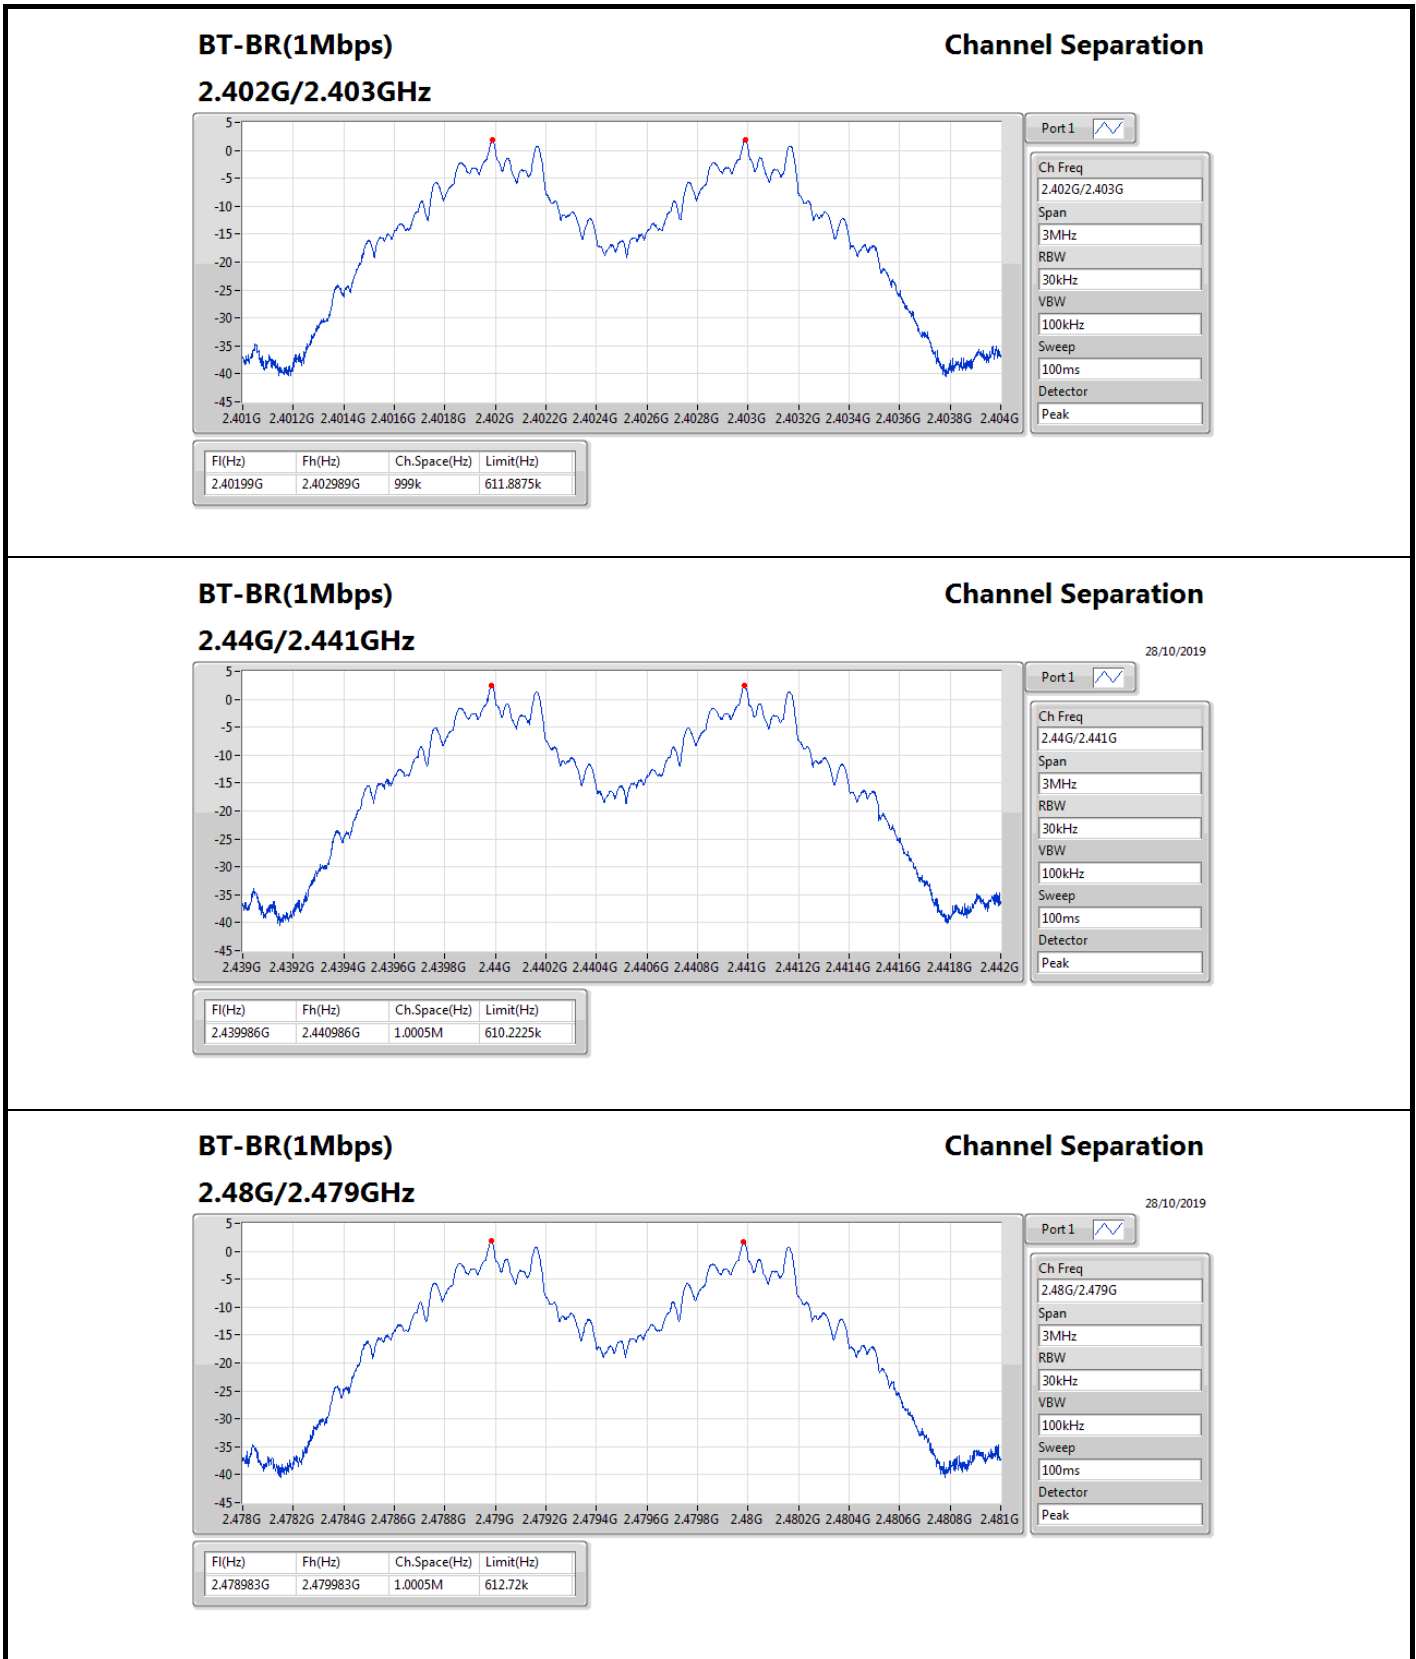 BT-BR(1Mbps) Channel Separation
2.402G/2.403GHz
Port 1
5
0
-5
-10
-15
-20
-25
-30
-35
-40
-45
2.401G 2.4012G 2.4014G 2.4016G 2.4018G 2.402G 2.4022G 2.4024G 2.4026G 2.4028G 2.403G 2.4032G 2.4034G 2.4036G 2.4038G 2.404G
Ch Freq
2.402G/2.403G
Span
3MHz
RBW
30kHz
VBW
100kHz
Sweep
100ms
Detector
Peak
Fl(Hz) Fh(Hz) Ch.Space(Hz) Limit(Hz)
2.40199G 2.402989G 999k 611.8875k
BT-BR(1Mbps) Channel Separation
2.44G/2.441GHz
28/10/2019
Port 1
5
0
-5
-10
-15
-20
-25
-30
-35
-40
-45
2.439G 2.4392G 2.4394G 2.4396G 2.4398G 2.44G 2.4402G 2.4404G 2.4406G 2.4408G 2.441G 2.4412G 2.4414G 2.4416G 2.4418G 2.442G
Ch Freq
2.44G/2.441G
Span
3MHz
RBW
30kHz
VBW
100kHz
Sweep
100ms
Detector
Peak
Fl(Hz) Fh(Hz) Ch.Space(Hz) Limit(Hz)
2.439986G 2.440986G 1.0005M 610.2225k
BT-BR(1Mbps) Channel Separation
2.48G/2.479GHz
28/10/2019
Port 1
5
0
-5
-10
-15
-20
-25
-30
-35
-40
-45
2.478G 2.4782G 2.4784G 2.4786G 2.4788G 2.479G 2.4792G 2.4794G 2.4796G 2.4798G 2.48G 2.4802G 2.4804G 2.4806G 2.4808G 2.481G
Ch Freq
2.48G/2.479G
Span
3MHz
RBW
30kHz
VBW
100kHz
Sweep
100ms
Detector
Peak
Fl(Hz) Fh(Hz) Ch.Space(Hz) Limit(Hz)
2.478983G 2.479983G 1.0005M 612.72k